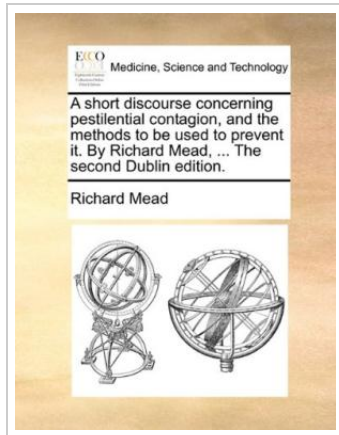 ECCO
Medicine, Science and Technology
A short discourse concerning
pestilential contagion, and the
methods to be used to prevent
it. By Richard Mead, ... The
second Dublin edition.
Richard Mead